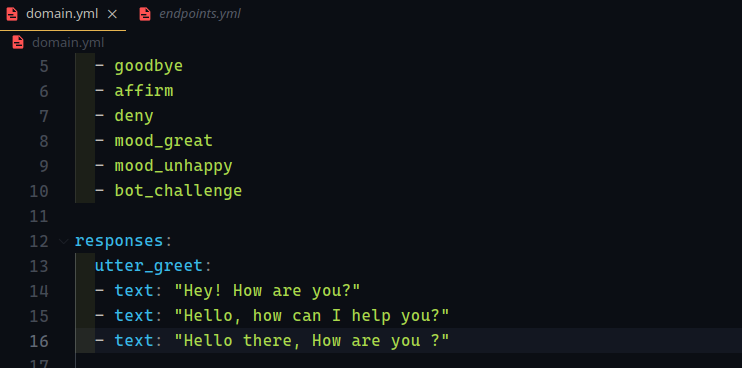 domain.yml × endpoints.yml
domain.yml
5 - goodbye
6 - affirm
7 - deny
8 - mood_great
9 - mood_unhappy
10 - bot_challenge
11
12 responses:
13 utter_greet:
14 - text: "Hey! How are you?"
15 - text: "Hello, how can I help you?"
16 - text: "Hello there, How are you ?"
17